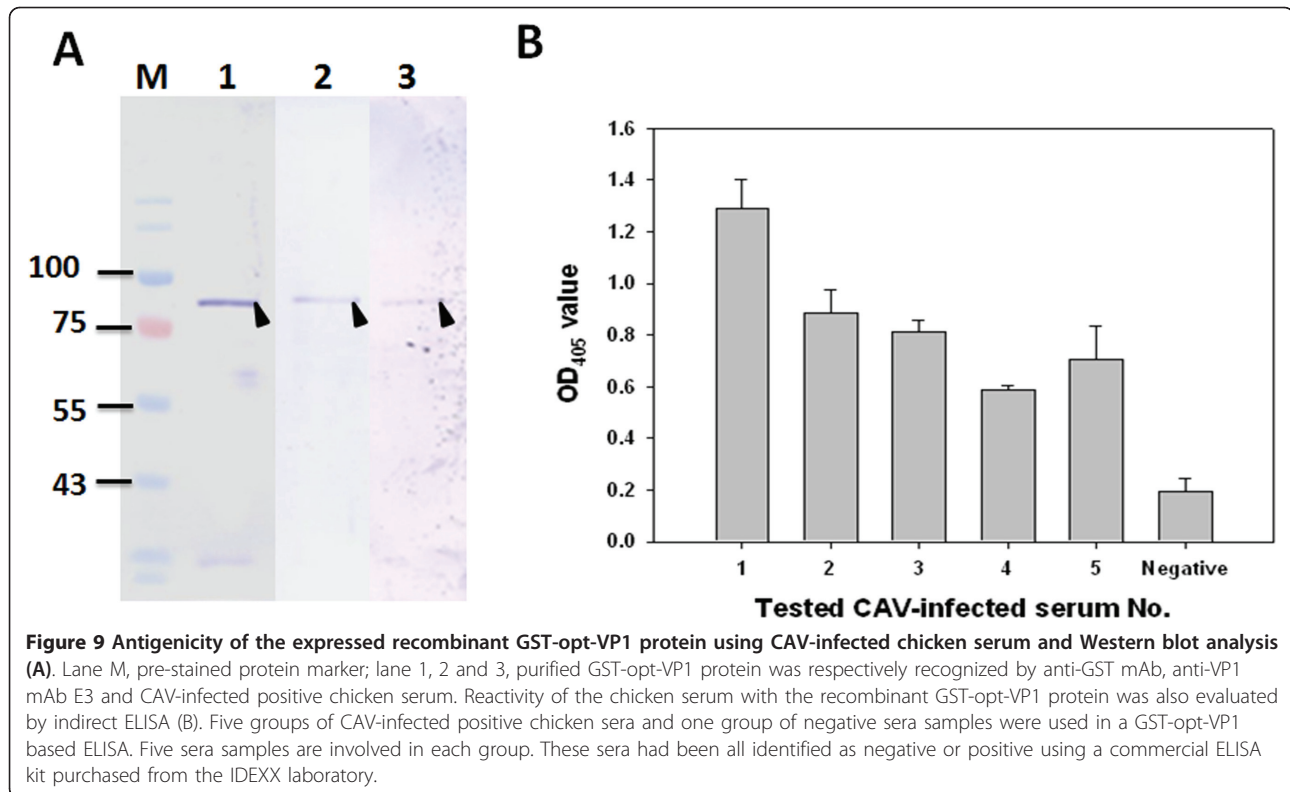 A
B
M 1 2 3
100
75
55
43
1.6
1.4
1.2
1.0
0.8
0.6
0.4
0.2
0.0
OD405 value
1 2 3 4 5 Negative
Tested CAV-infected serum No.
Figure 9 Antigenicity of the expressed recombinant GST-opt-VP1 protein using CAV-infected chicken serum and Western blot analysis
(A). Lane M, pre-stained protein marker; lane 1, 2 and 3, purified GST-opt-VP1 protein was respectively recognized by anti-GST mAb, anti-VP1
mAb E3 and CAV-infected positive chicken serum. Reactivity of the chicken serum with the recombinant GST-opt-VP1 protein was also evaluated
by indirect ELISA (B). Five groups of CAV-infected positive chicken sera and one group of negative sera samples were used in a GST-opt-VP1
based ELISA. Five sera samples are involved in each group. These sera had been all identified as negative or positive using a commercial ELISA
kit purchased from the IDEXX laboratory.